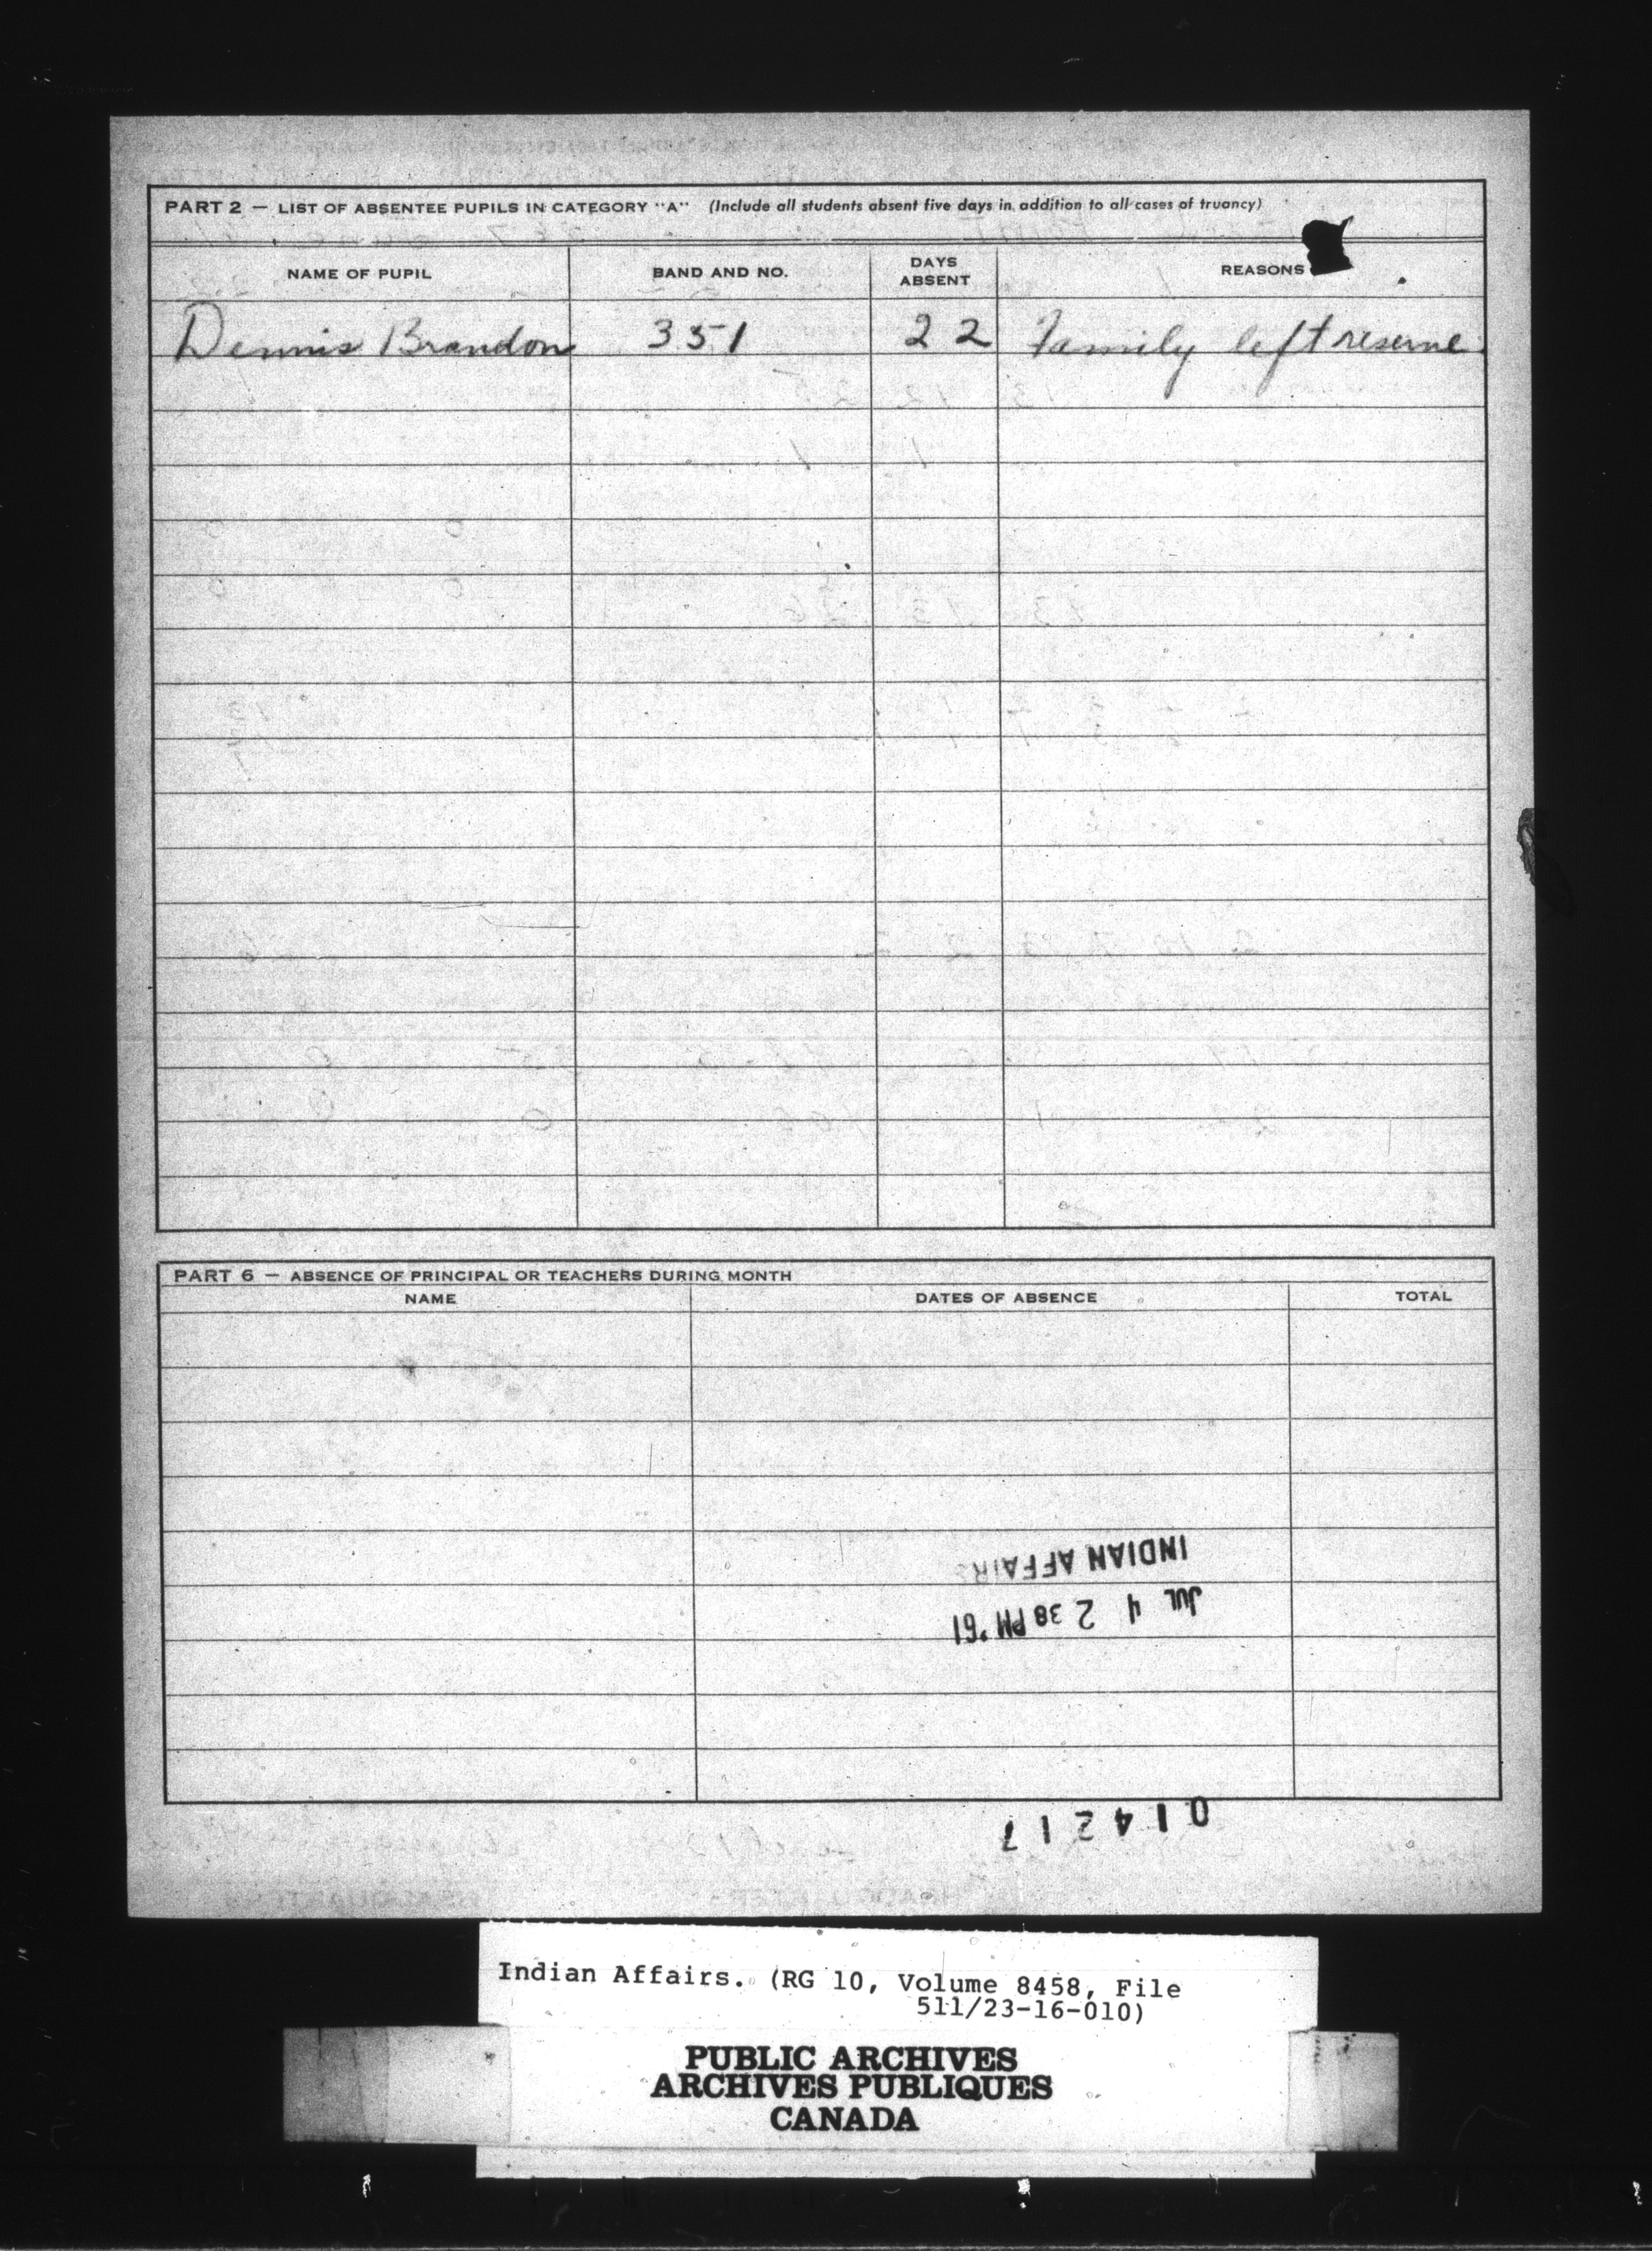 PART 2 — LIST OF ABSENTEE PUPILS IN CATEGORY "A" (Include all students absent five days in addition to all cases of truancy)
NAME OF PUPIL BAND AND NO. DAYS ABSENT REASONS
Dennis Brandon 351 22 Family left reserve.
PART 6 — ABSENCE OF PRINCIPAL OR TEACHERS DURING MONTH
NAME DATES OF ABSENCE TOTAL
INDIAN AFFAIRS
JUL 4 2 38 PM '61
014217
Indian Affairs. (RG 10, Volume 8458, File
511/23-16-010)
PUBLIC ARCHIVES
ARCHIVES PUBLIQUES
CANADA